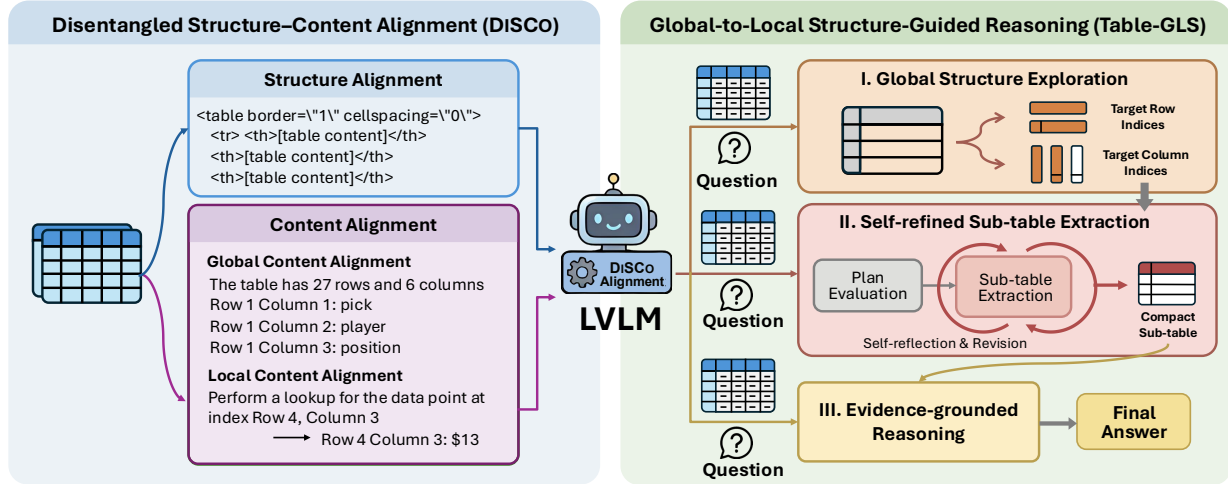 Disentangled Structure–Content Alignment (DISCO)
Structure Alignment
<table border=\"1\" cellspacing=\"0\">
<tr> <th>[table content]</th>
<th>[table content]</th>
<th>[table content]</th>
Content Alignment
Global Content Alignment
The table has 27 rows and 6 columns
Row 1 Column 1: pick
Row 1 Column 2: player
Row 1 Column 3: position
Local Content Alignment
Perform a lookup for the data point at
index Row 4, Column 3
Row 4 Column 3: $13
DISCO
Alignment
LVLM
Global-to-Local Structure-Guided Reasoning (Table-GLS)
?
Question
I. Global Structure Exploration
Target Row
Indices
Target Column
Indices
?
Question
II. Self-refined Sub-table Extraction
Plan
Evaluation
Sub-table
Extraction
Self-reflection & Revision
Compact
Sub-table
?
Question
III. Evidence-grounded
Reasoning
Final
Answer